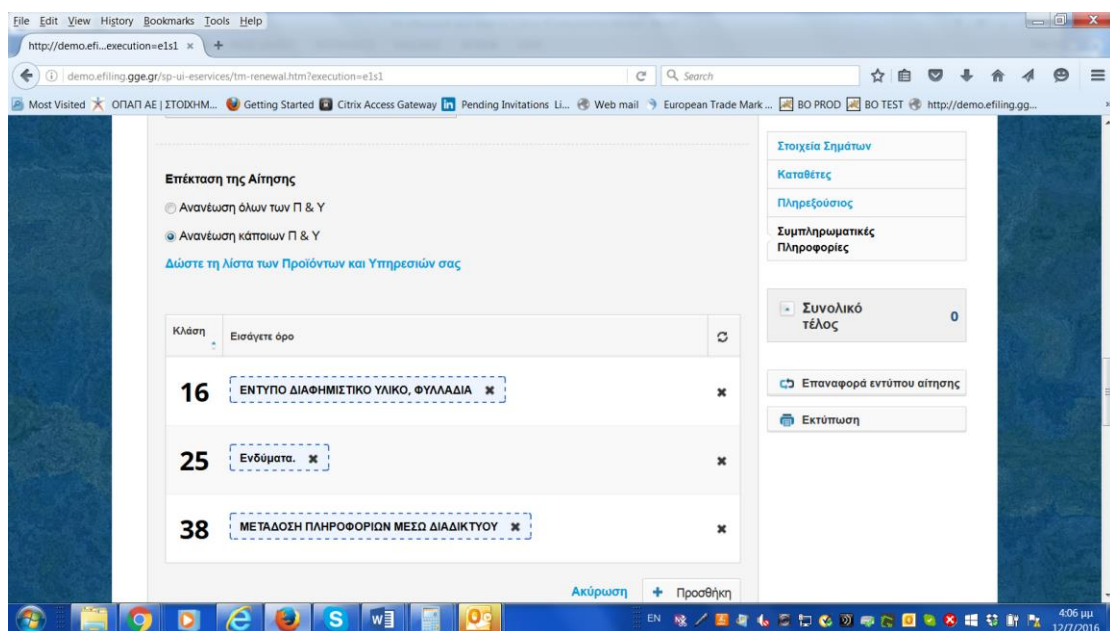 File Edit View History Bookmarks Tools Help
http://demo.efi...execution=e1s1
demo.efiling.gge.gr/sp-ui-eservices/tm-renewal.htm?execution=e1s1
Search
Most Visited ΟΠΑΠ ΑΕ | ΣΤΟΙΧΗΜ... Getting Started Citrix Access Gateway Pending Invitations Li... Web mail European Trade Mark ... BO PROD BO TEST http://demo.efiling.gg...
Στοιχεία Σημάτων
Καταθέτες
Πληρεξούσιος
Συμπληρωματικές
Πληροφορίες
Επέκταση της Αίτησης
Ανανέωση όλων των Π & Υ
Ανανέωση κάποιων Π & Υ
Δώστε τη λίστα των Προϊόντων και Υπηρεσιών σας
Συνολικό
τέλος
0
Κλάση Εισάγετε όρο
16 ΕΝΤΥΠΟ ΔΙΑΦΗΜΙΣΤΙΚΟ ΥΛΙΚΟ, ΦΥΛΛΑΔΙΑ
25 Ενδύματα.
38 ΜΕΤΑΔΟΣΗ ΠΛΗΡΟΦΟΡΙΩΝ ΜΕΣΩ ΔΙΑΔΙΚΤΥΟΥ
Επαναφορά εντύπου αίτησης
Εκτύπωση
Ακύρωση + Προσθήκη
EN
4:06 μμ
12/7/2016